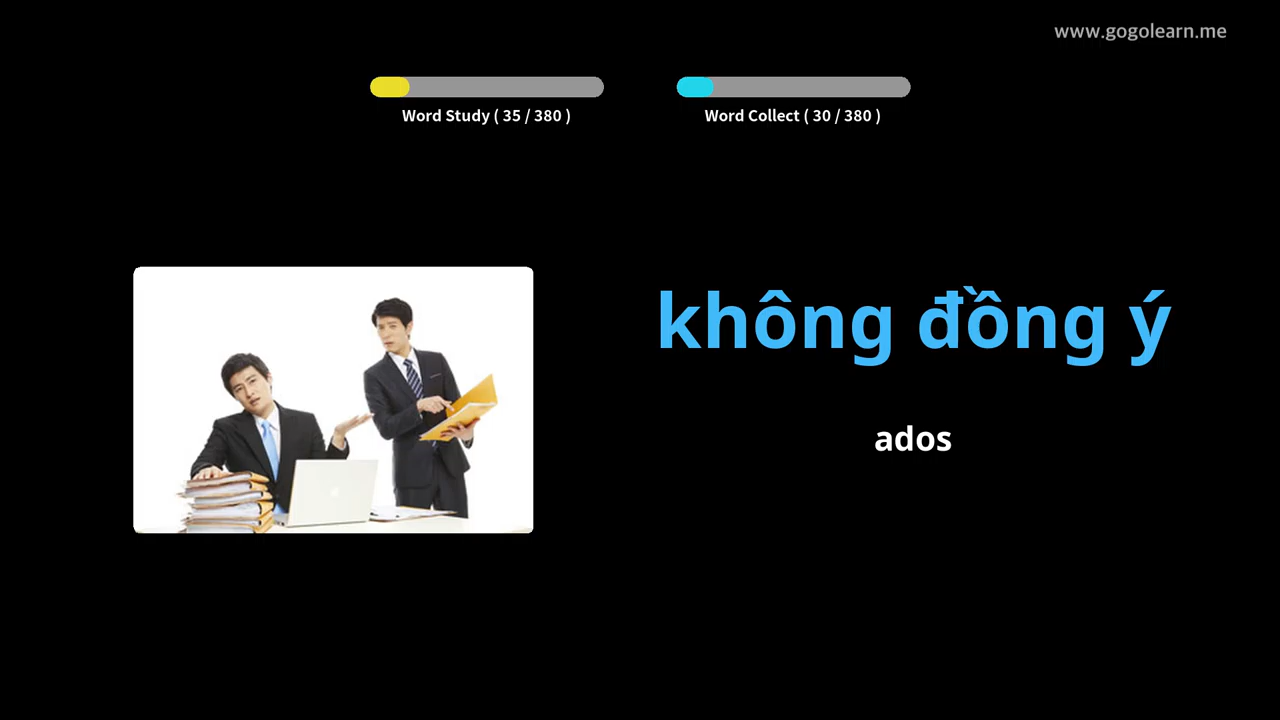 www.gogolearn.me
Word Study ( 35 / 380 )
Word Collect ( 30 / 380 )
không đồng ý
ados